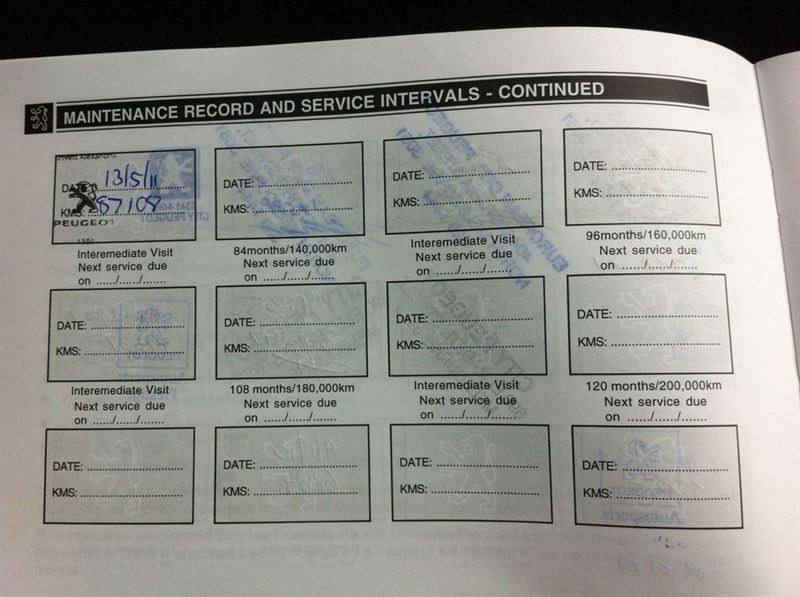 MAINTENANCE RECORD AND SERVICE INTERVALS - CONTINUED
DATE: 13/5/11
KMS: 87108
PEUGEOT
DATE: ........................
KMS: ........................
DATE: ........................
KMS: ........................
DATE: ........................
KMS: ........................
Interemediate Visit
Next service due
on ....../....../.......
84months/140,000km
Next service due
on ....../....../.......
Interemediate Visit
Next service due
on ....../....../.......
96months/160,000km
Next service due
on ....../....../.......
DATE: ........................
KMS: ........................
DATE: ........................
KMS: ........................
DATE: ........................
KMS: ........................
DATE: ........................
KMS: ........................
Interemediate Visit
Next service due
on ....../....../.......
108 months/180,000km
Next service due
on ....../....../.......
Interemediate Visit
Next service due
on ....../....../.......
120 months/200,000km
Next service due
on ....../....../.......
DATE: ........................
KMS: ........................
DATE: ........................
KMS: ........................
DATE: ........................
KMS: ........................
DATE: ........................
KMS: ........................